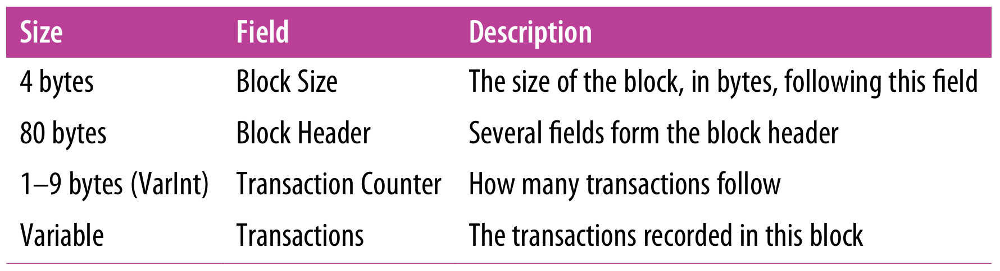 Size Field Description
4 bytes Block Size The size of the block, in bytes, following this field
80 bytes Block Header Several fields form the block header
1–9 bytes (VarInt) Transaction Counter How many transactions follow
Variable Transactions The transactions recorded in this block